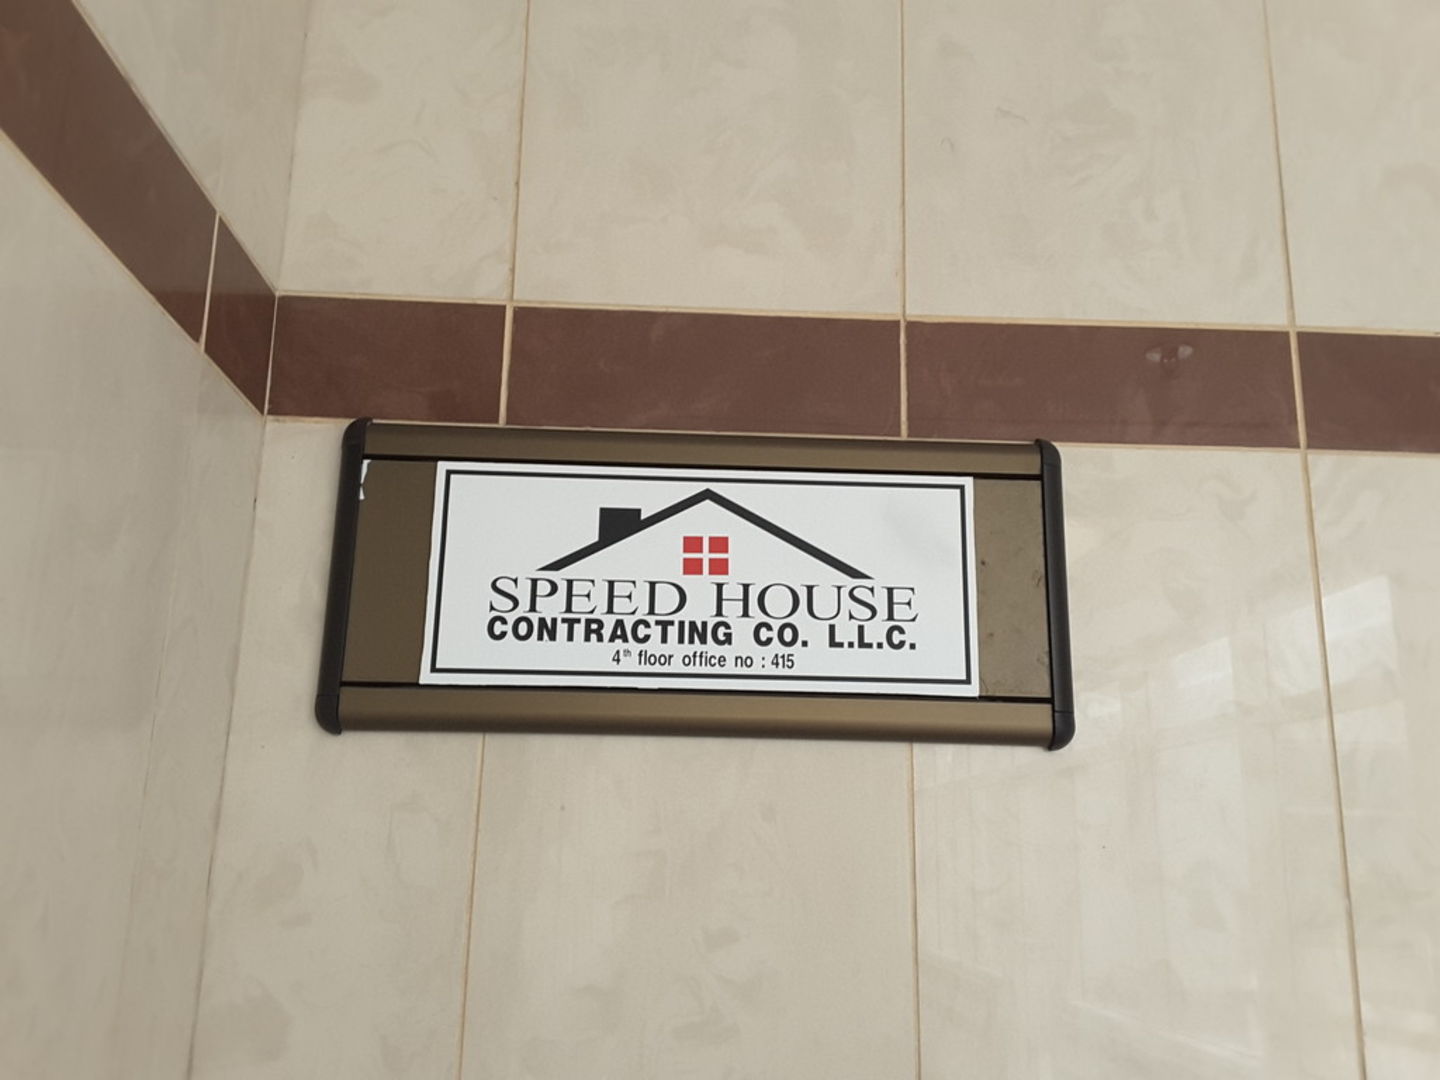 SPEED HOUSE
CONTRACTING CO. L.L.C.
4th floor office no : 415